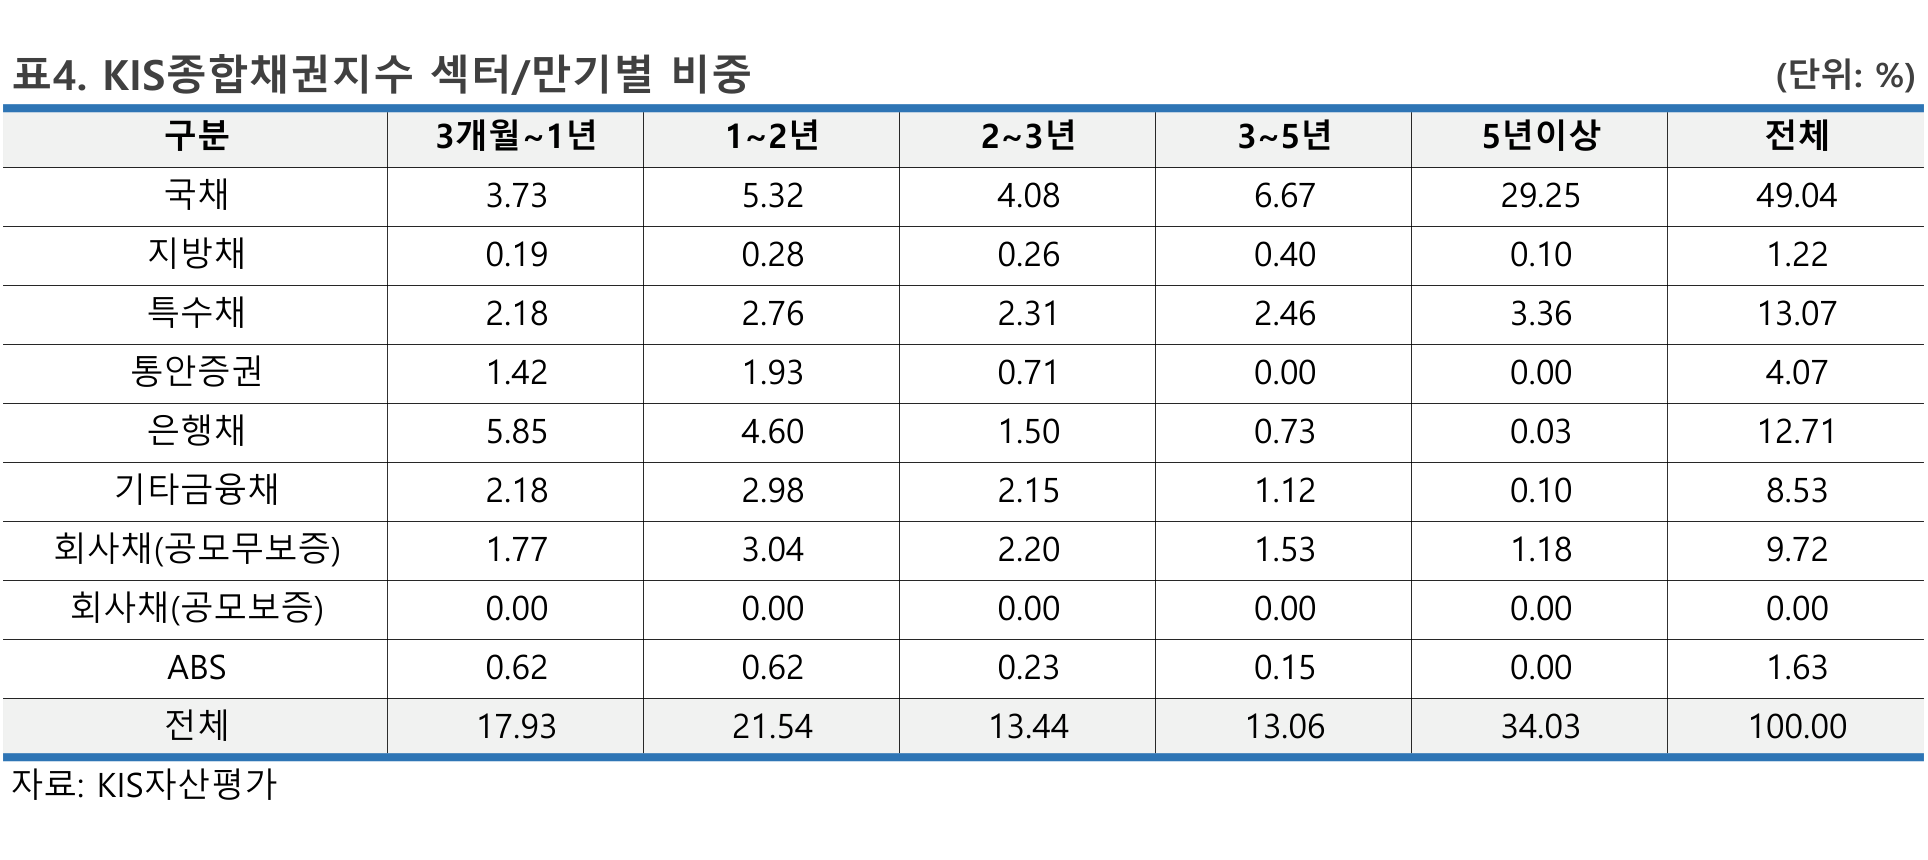 표4. KIS종합채권지수 섹터/만기별 비중 (단위: %)
구분 3개월~1년 1~2년 2~3년 3~5년 5년이상 전체
국채 3.73 5.32 4.08 6.67 29.25 49.04
지방채 0.19 0.28 0.26 0.40 0.10 1.22
특수채 2.18 2.76 2.31 2.46 3.36 13.07
통안증권 1.42 1.93 0.71 0.00 0.00 4.07
은행채 5.85 4.60 1.50 0.73 0.03 12.71
기타금융채 2.18 2.98 2.15 1.12 0.10 8.53
회사채(공모무보증) 1.77 3.04 2.20 1.53 1.18 9.72
회사채(공모보증) 0.00 0.00 0.00 0.00 0.00 0.00
ABS 0.62 0.62 0.23 0.15 0.00 1.63
전체 17.93 21.54 13.44 13.06 34.03 100.00
자료: KIS자산평가